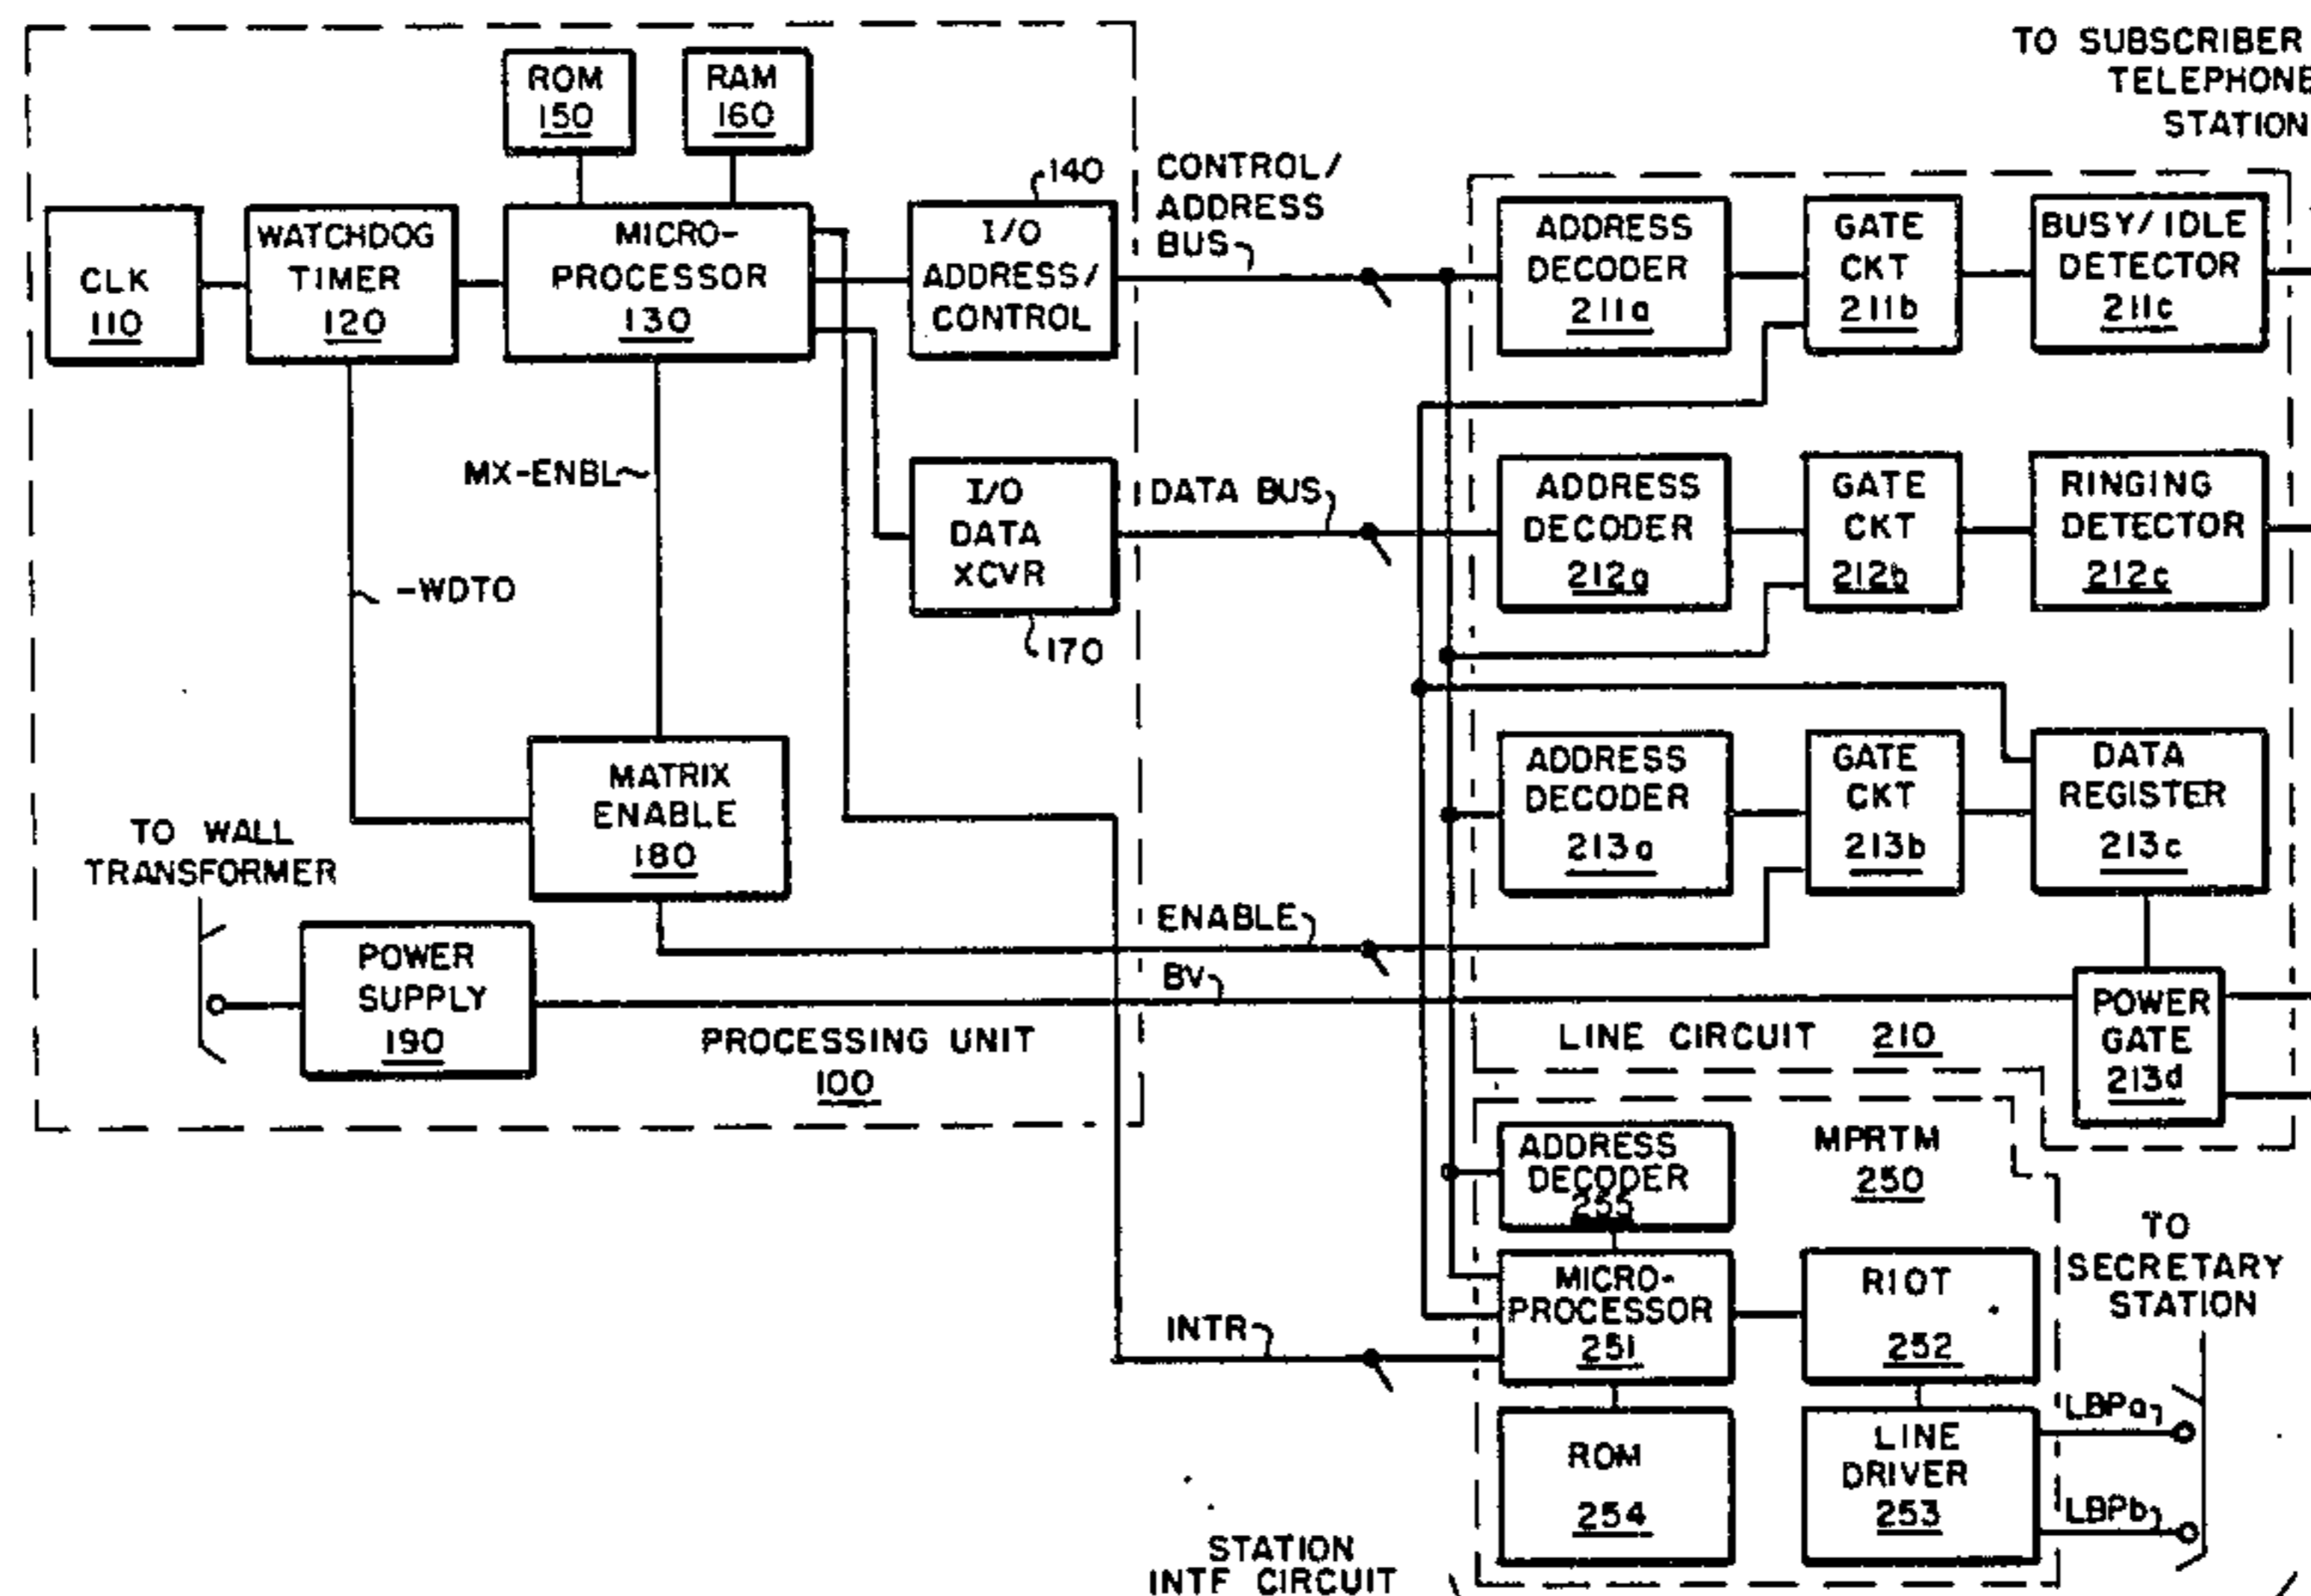 TO SUBSCRIBER
TELEPHONE
STATION
ROM
150
RAM
160
140
CONTROL/
ADDRESS
BUS
CLK
110
WATCHDOG
TIMER
120
MICRO-
PROCESSOR
130
I/O
ADDRESS/
CONTROL
ADDRESS
DECODER
211a
GATE
CKT
211b
BUSY/IDLE
DETECTOR
211c
MX-ENBL
-WDTO
I/O
DATA
XCVR
170
DATA BUS
ADDRESS
DECODER
212a
GATE
CKT
212b
RINGING
DETECTOR
212c
MATRIX
ENABLE
180
ADDRESS
DECODER
213a
GATE
CKT
213b
DATA
REGISTER
213c
TO WALL
TRANSFORMER
POWER
SUPPLY
190
ENABLE
BV
PROCESSING UNIT
100
LINE CIRCUIT 210
POWER
GATE
213d
ADDRESS
DECODER
255
MPRTM
250
MICRO-
PROCESSOR
251
RIOT
252
TO
SECRETARY
STATION
INTR
ROM
254
LINE
DRIVER
253
LBPa
LBPb
STATION
INTF CIRCUIT